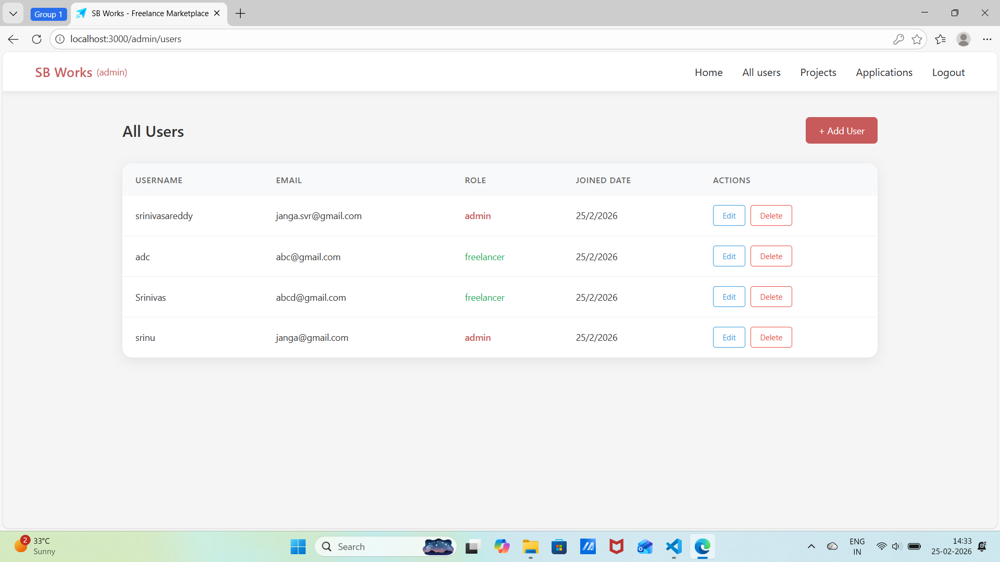 Group 1
SB Works - Freelance Marketplace
localhost:3000/admin/users
SB Works (admin)
Home All users Projects Applications Logout
All Users
+ Add User
USERNAME EMAIL ROLE JOINED DATE ACTIONS
srinivasareddy janga.svr@gmail.com admin 25/2/2026 Edit Delete
adc abc@gmail.com freelancer 25/2/2026 Edit Delete
Srinivas abcd@gmail.com freelancer 25/2/2026 Edit Delete
srinu janga@gmail.com admin 25/2/2026 Edit Delete
2
33°C
Sunny
Search
ENG
IN
14:33
25-02-2026